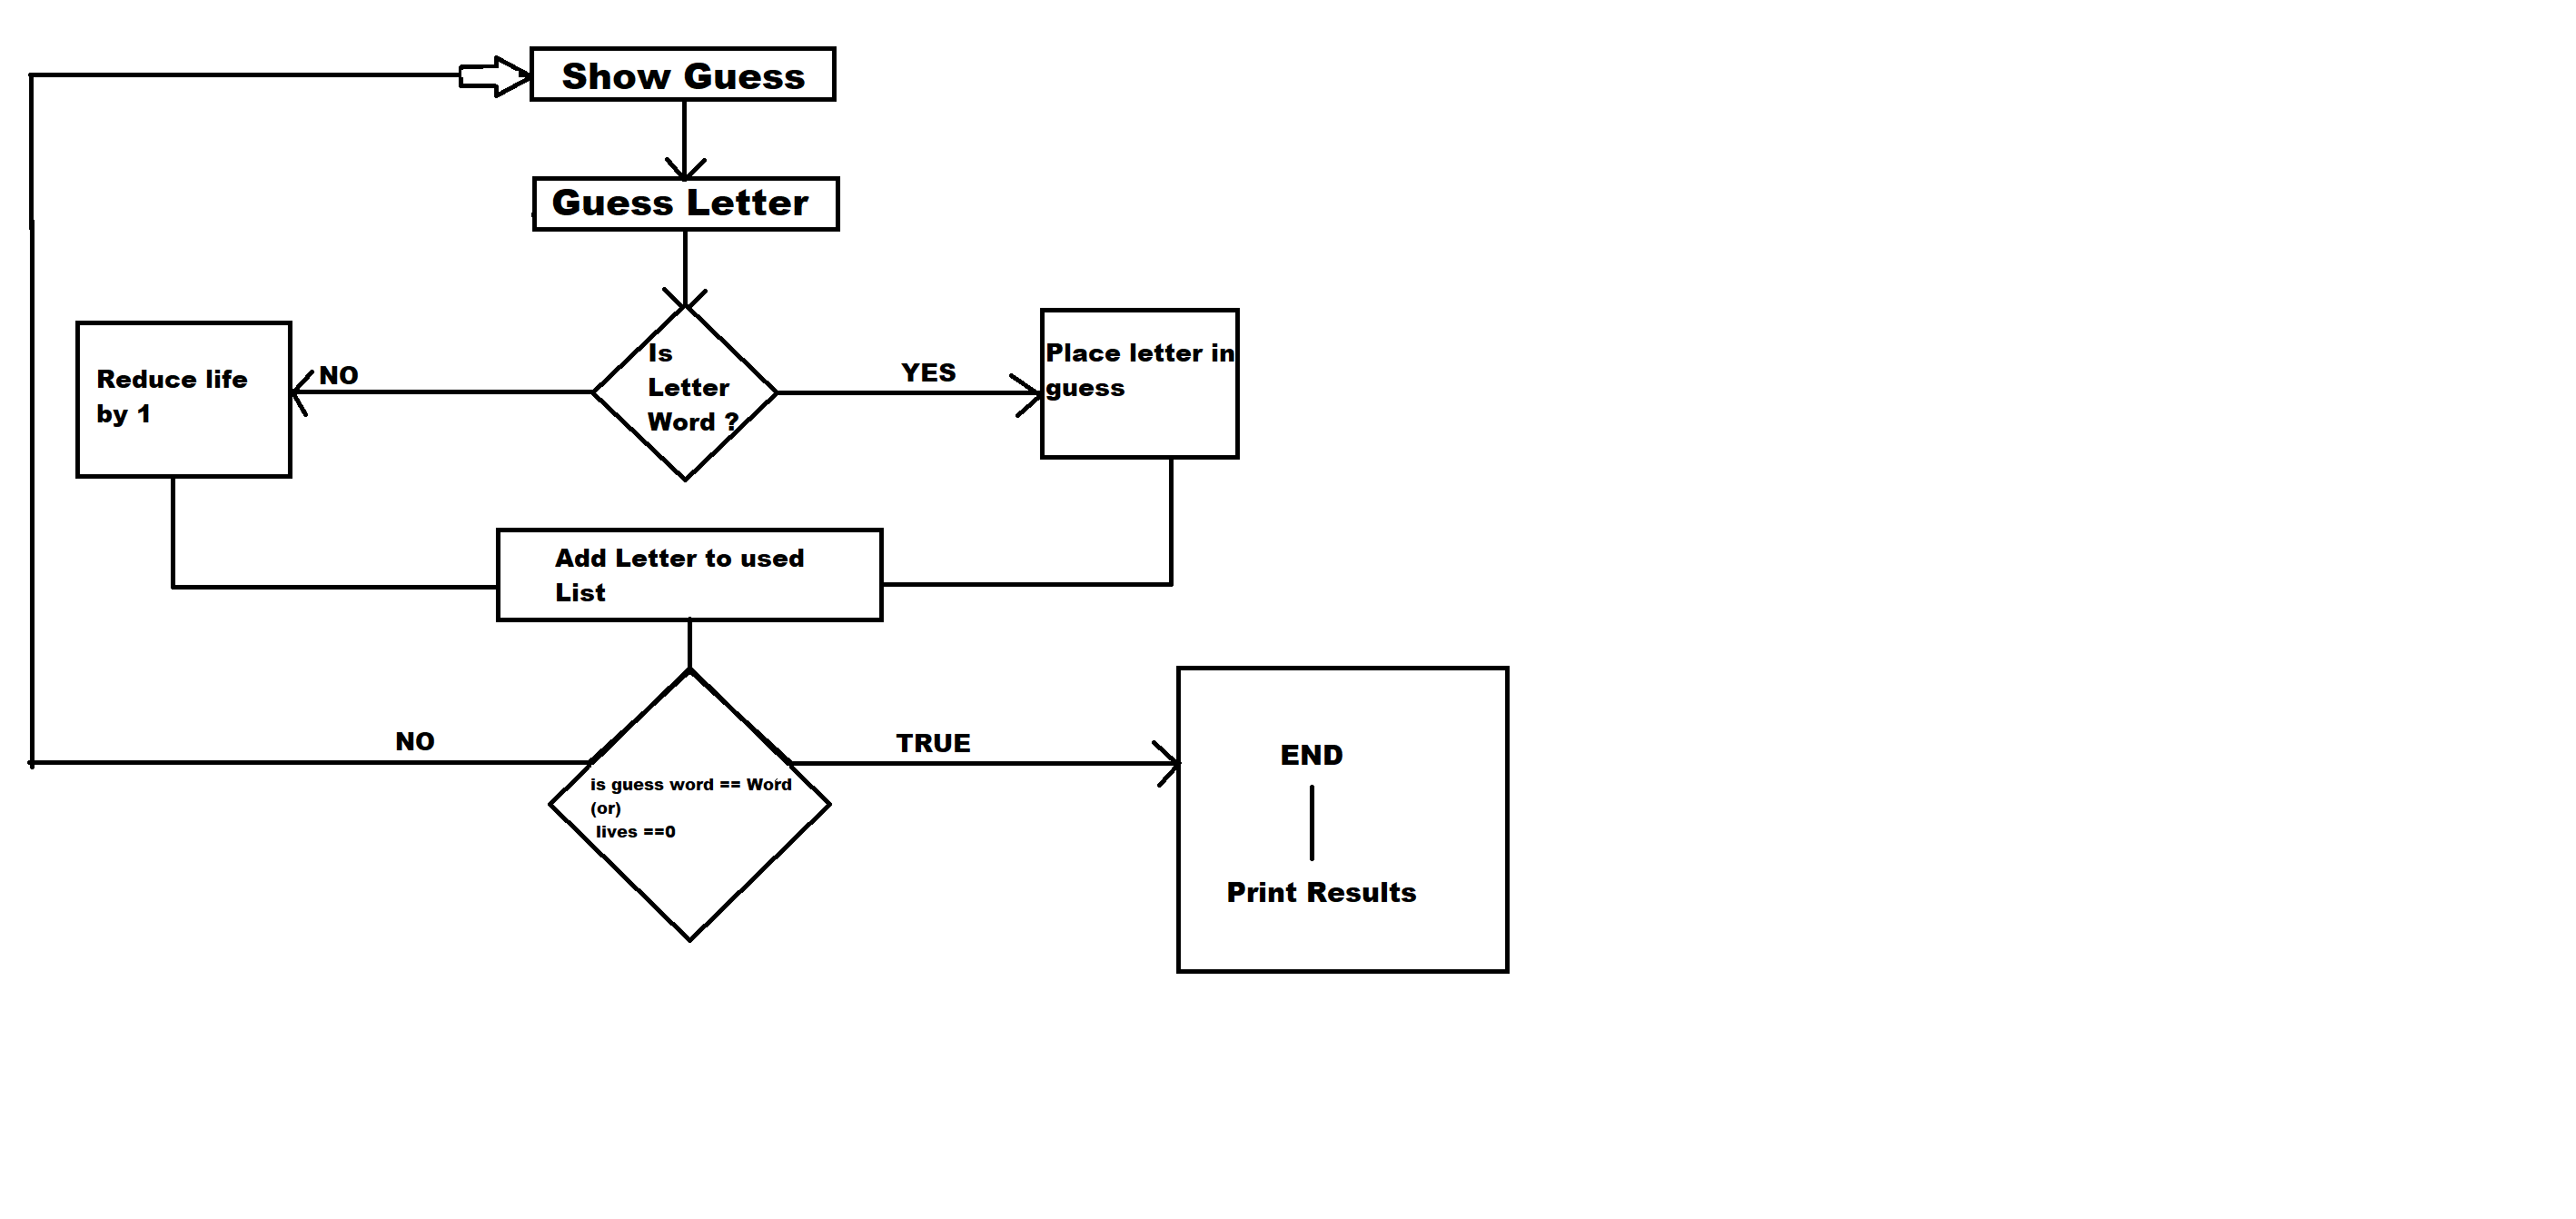 Show Guess
Guess Letter
Is
Letter
Word ?
NO
YES
Reduce life
by 1
Place letter in
guess
Add Letter to used
List
NO
TRUE
is guess word == Word
(or)
lives ==0
END
Print Results